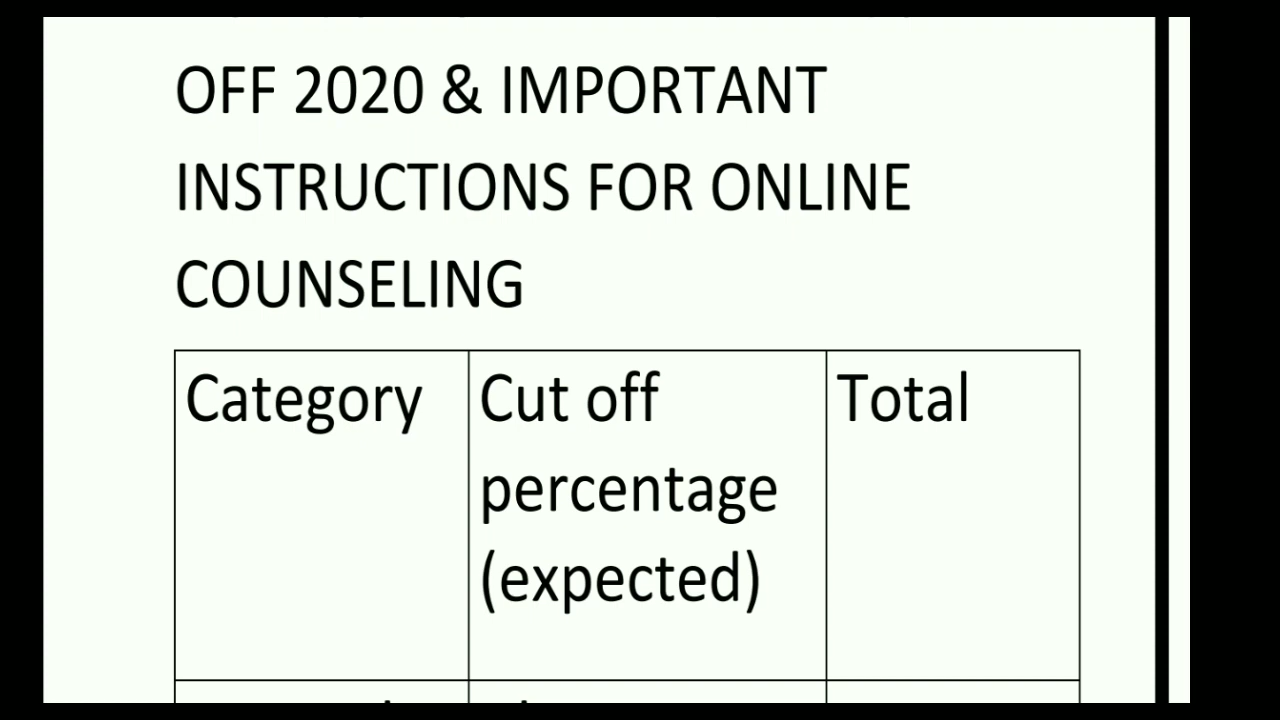 OFF 2020 & IMPORTANT
INSTRUCTIONS FOR ONLINE
COUNSELING
Category
Cut off
percentage
(expected)
Total